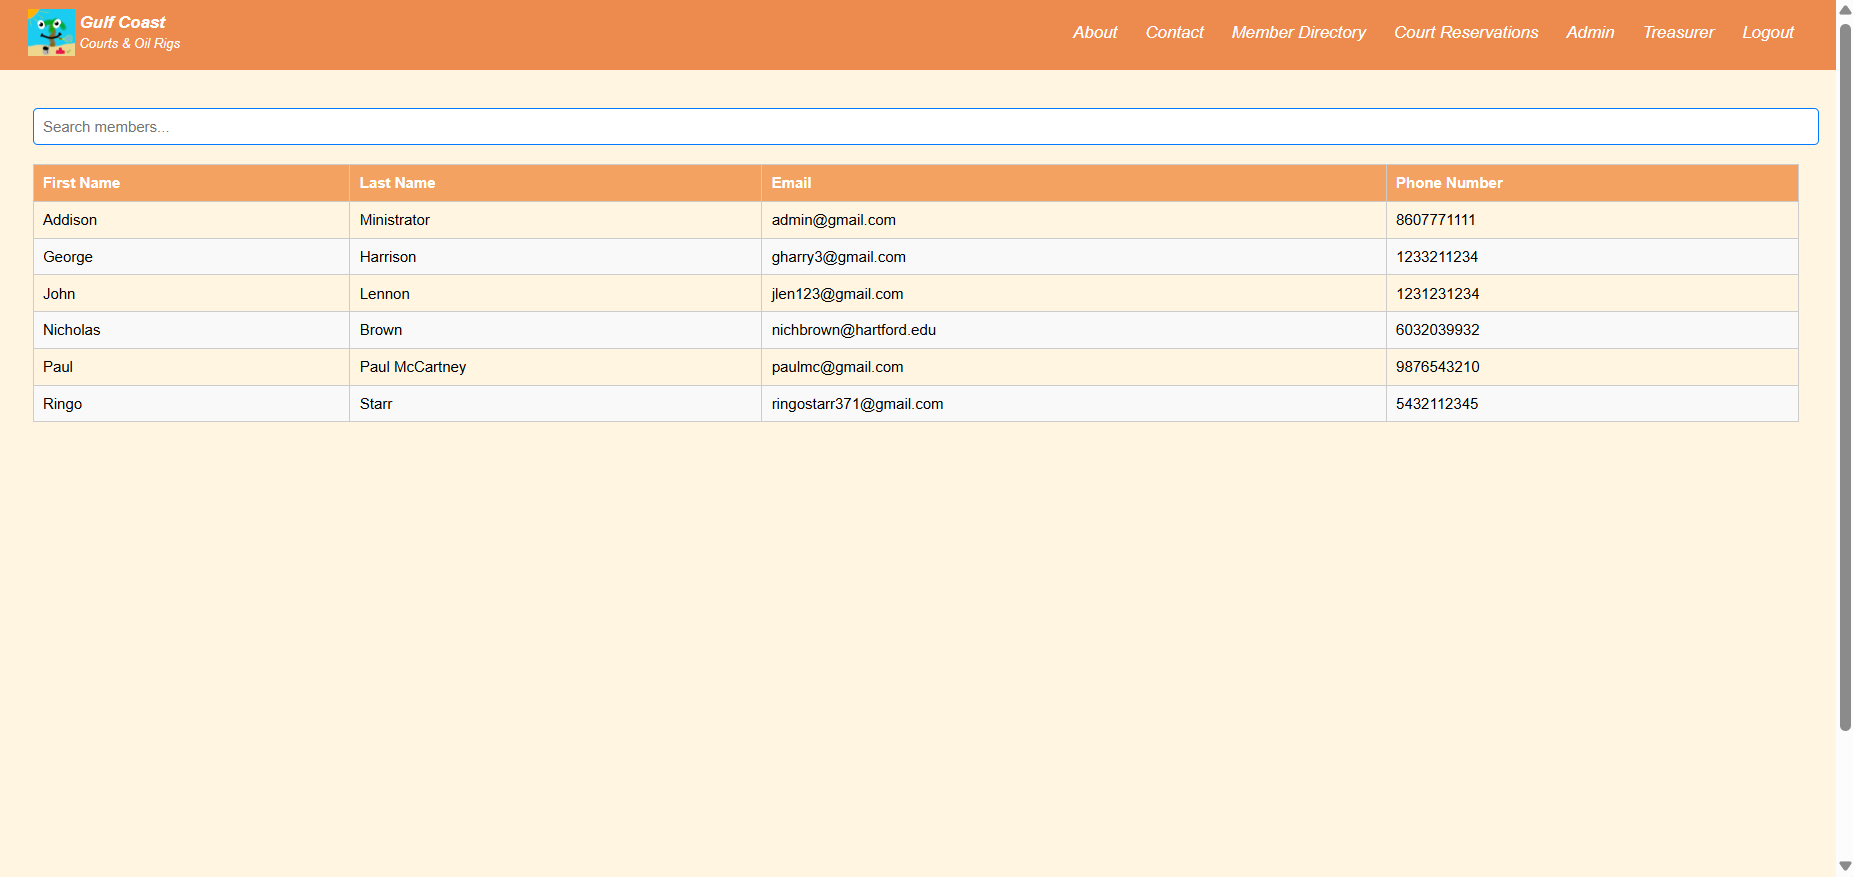 Gulf Coast
Courts & Oil Rigs
About Contact Member Directory Court Reservations Admin Treasurer Logout
Search members...
First Name Last Name Email Phone Number
Addison Ministrator admin@gmail.com 8607771111
George Harrison gharry3@gmail.com 1233211234
John Lennon jlen123@gmail.com 1231231234
Nicholas Brown nichbrown@hartford.edu 6032039932
Paul Paul McCartney paulmc@gmail.com 9876543210
Ringo Starr ringostarr371@gmail.com 5432112345